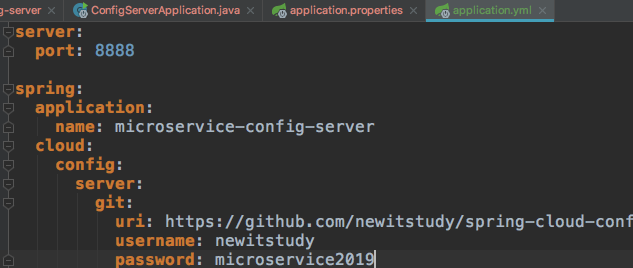 g-server ConfigServerApplication.java application.properties application.yml
server:
port: 8888
spring:
application:
name: microservice-config-server
cloud:
config:
server:
git:
uri: https://github.com/newitstudy/spring-cloud-conf
username: newitstudy
password: microservice2019